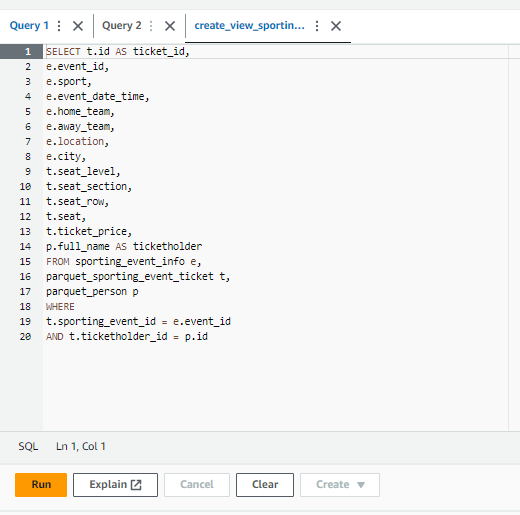 Query 1 Query 2 create_view_sportin...
1 SELECT t.id AS ticket_id,
2 e.event_id,
3 e.sport,
4 e.event_date_time,
5 e.home_team,
6 e.away_team,
7 e.location,
8 e.city,
9 t.seat_level,
10 t.seat_section,
11 t.seat_row,
12 t.seat,
13 t.ticket_price,
14 p.full_name AS ticketholder
15 FROM sporting_event_info e,
16 parquet_sporting_event_ticket t,
17 parquet_person p
18 WHERE
19 t.sporting_event_id = e.event_id
20 AND t.ticketholder_id = p.id
SQL Ln 1, Col 1
Run Explain Cancel Clear Create